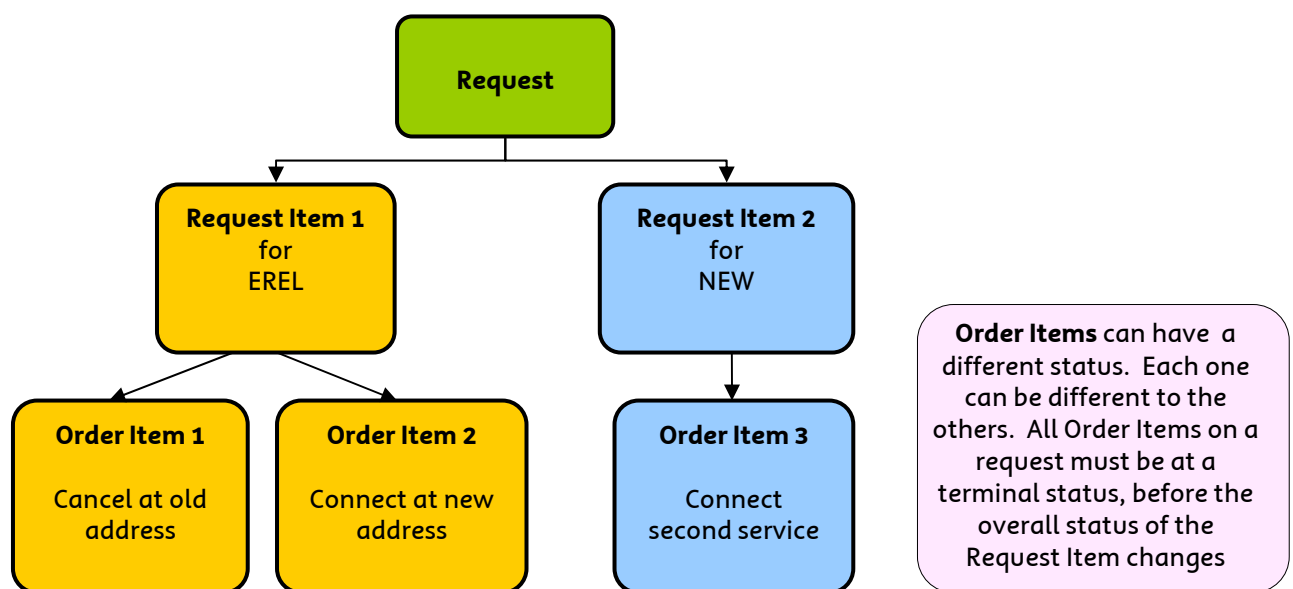 Request
Request Item 1
for
EREL
Request Item 2
for
NEW
Order Item 1
Cancel at old
address
Order Item 2
Connect at new
address
Order Item 3
Connect
second service
Order Items can have a
different status. Each one
can be different to the
others. All Order Items on a
request must be at a
terminal status, before the
overall status of the
Request Item changes